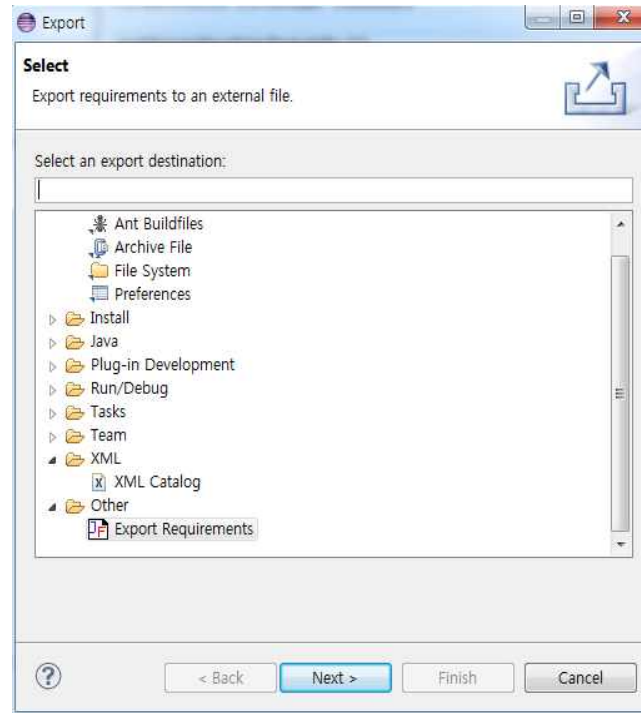 Export
Select
Export requirements to an external file.
Select an export destination:
Ant Buildfiles
Archive File
File System
Preferences
Install
Java
Plug-in Development
Run/Debug
Tasks
Team
XML
XML Catalog
Other
Export Requirements
< Back Next > Finish Cancel